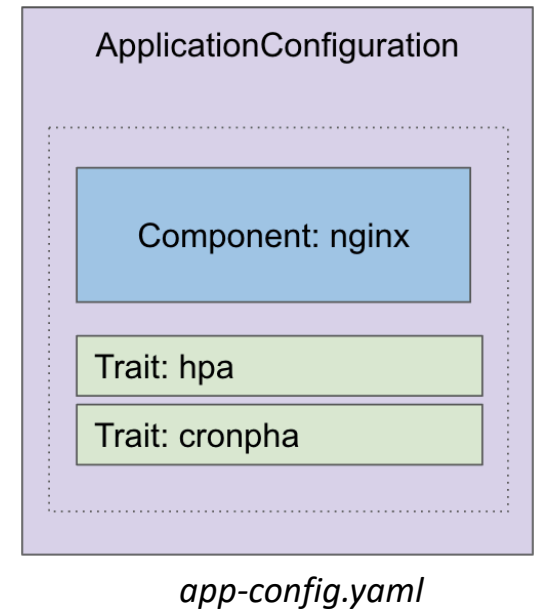 ApplicationConfiguration
Component: nginx
Trait: hpa
Trait: cronpha
app-config.yaml